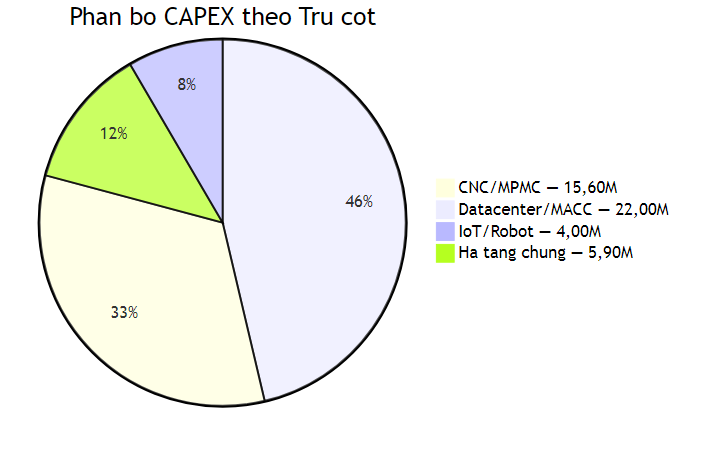 Phan bo CAPEX theo Tru cot
8%
12%
46%
33%
CNC/MPMC — 15,60M
Datacenter/MACC — 22,00M
IoT/Robot — 4,00M
Ha tang chung — 5,90M